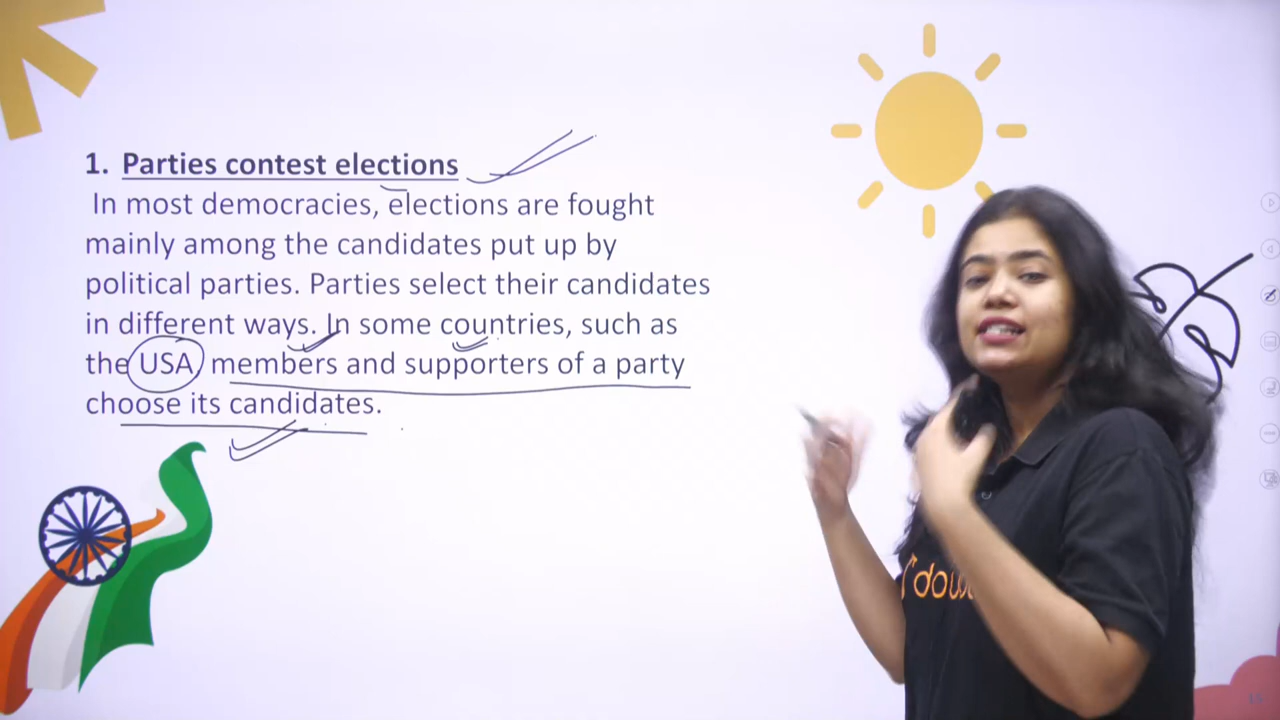 1. Parties contest elections
In most democracies, elections are fought
mainly among the candidates put up by
political parties. Parties select their candidates
in different ways. In some countries, such as
the USA, members and supporters of a party
choose its candidates.